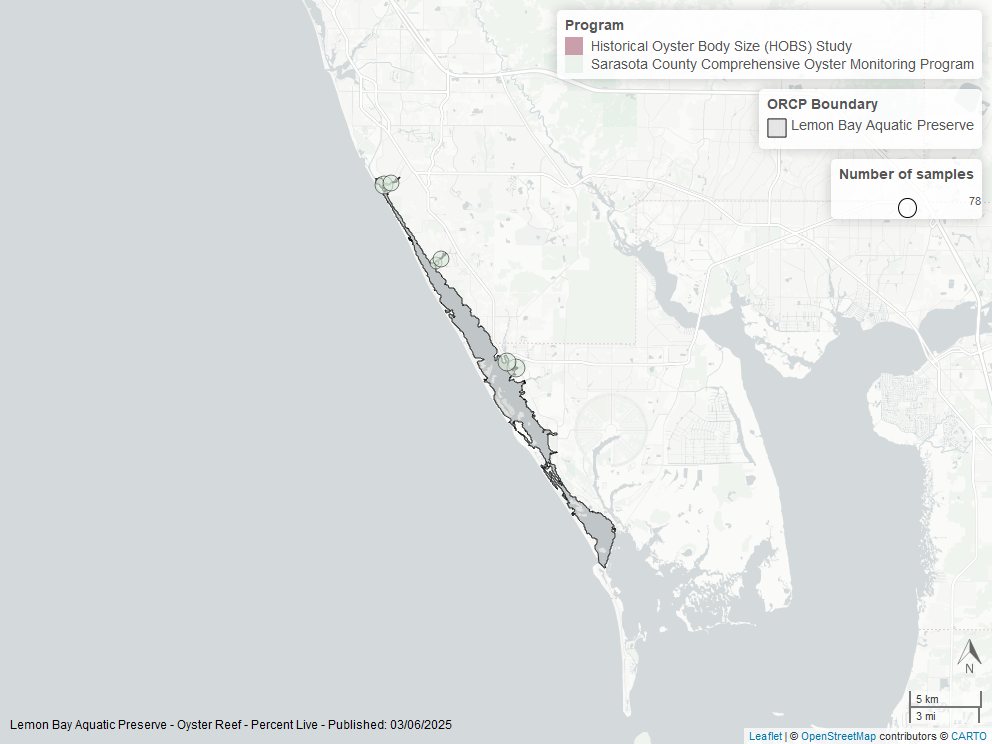 Program
Historical Oyster Body Size (HOBS) Study
Sarasota County Comprehensive Oyster Monitoring Program
ORCP Boundary
Lemon Bay Aquatic Preserve
Number of samples
78
N
5 km
3 mi
Lemon Bay Aquatic Preserve - Oyster Reef - Percent Live - Published: 03/06/2025
Leaflet | © OpenStreetMap contributors © CARTO